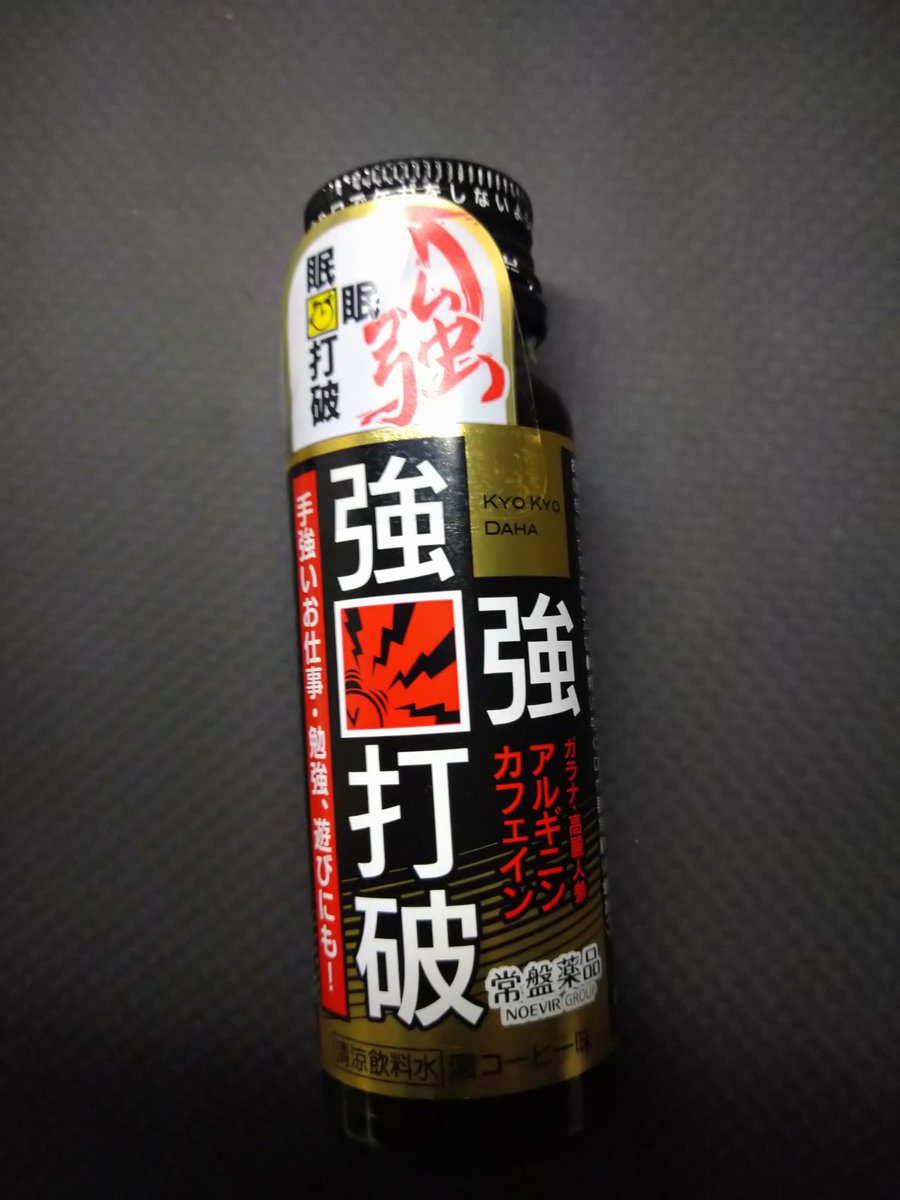 眠眠打破
強
強強打破
KYO KYO
DAHA
手強いお仕事・勉強、遊びにも!
ガラナ・高麗人参
アルギニン
カフェイン
常盤薬品
NOEVIR GROUP
清涼飲料水
コーヒー味